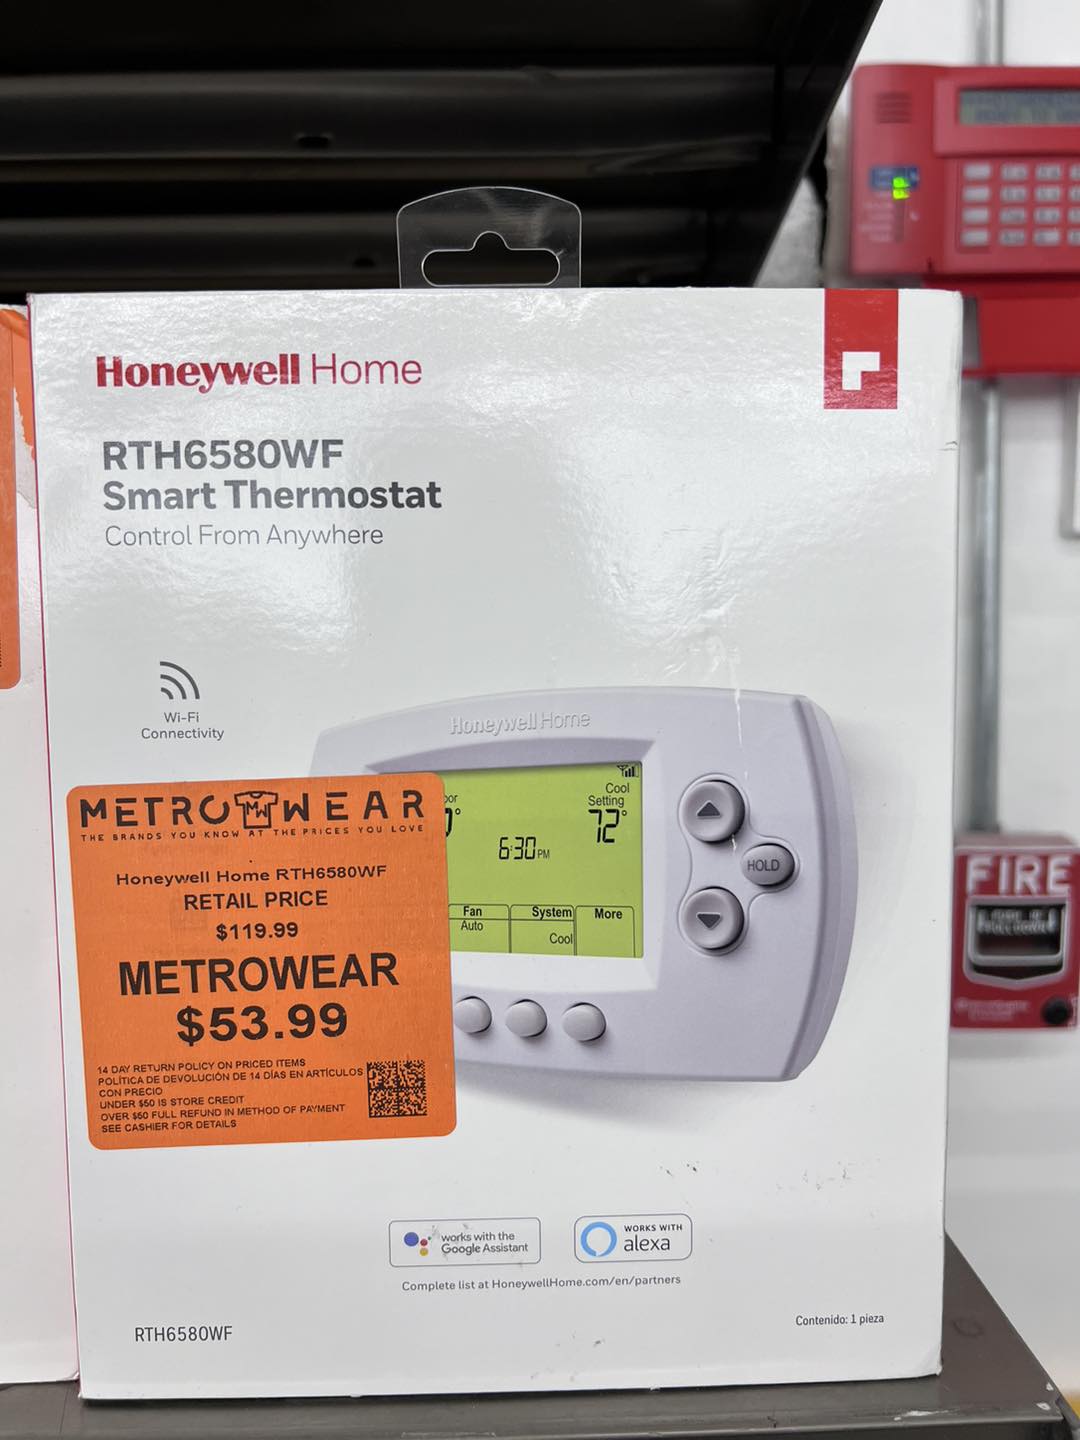 Honeywell Home
RTH6580WF
Smart Thermostat
Control From Anywhere
Wi-Fi
Connectivity
Honeywell Home
Cool
Setting
72°
6:30 PM
Fan
Auto
System
Cool
More
HOLD
METROWEAR
THE BRANDS YOU KNOW AT THE PRICES YOU LOVE
Honeywell Home RTH6580WF
RETAIL PRICE
$119.99
METROWEAR
$53.99
14 DAY RETURN POLICY ON PRICED ITEMS
POLÍTICA DE DEVOLUCIÓN DE 14 DÍAS EN ARTÍCULOS
CON PRECIO
UNDER $50 IS STORE CREDIT
OVER $50 FULL REFUND IN METHOD OF PAYMENT
SEE CASHIER FOR DETAILS
works with the
Google Assistant
WORKS WITH
alexa
Complete list at HoneywellHome.com/en/partners
RTH6580WF
Contenido: 1 pieza
FIRE